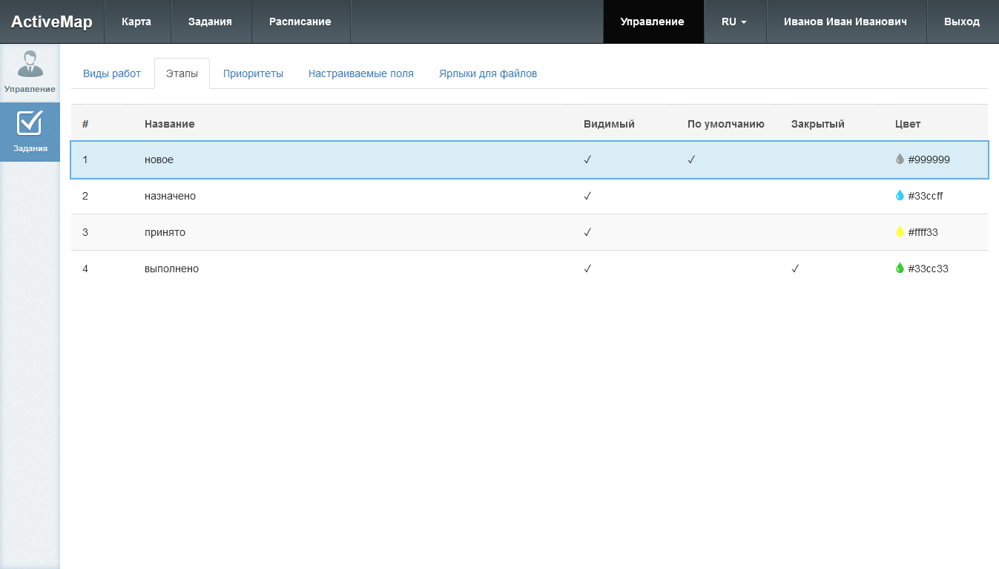 ActiveMap Карта Задания Расписание Управление RU Иванов Иван Иванович Выход
Управление
Задания
Виды работ Этапы Приоритеты Настраиваемые поля Ярлыки для файлов
# Название Видимый По умолчанию Закрытый Цвет
1 новое ✓ ✓ #999999
2 назначено ✓ #33ccff
3 принято ✓ #ffff33
4 выполнено ✓ ✓ #33cc33